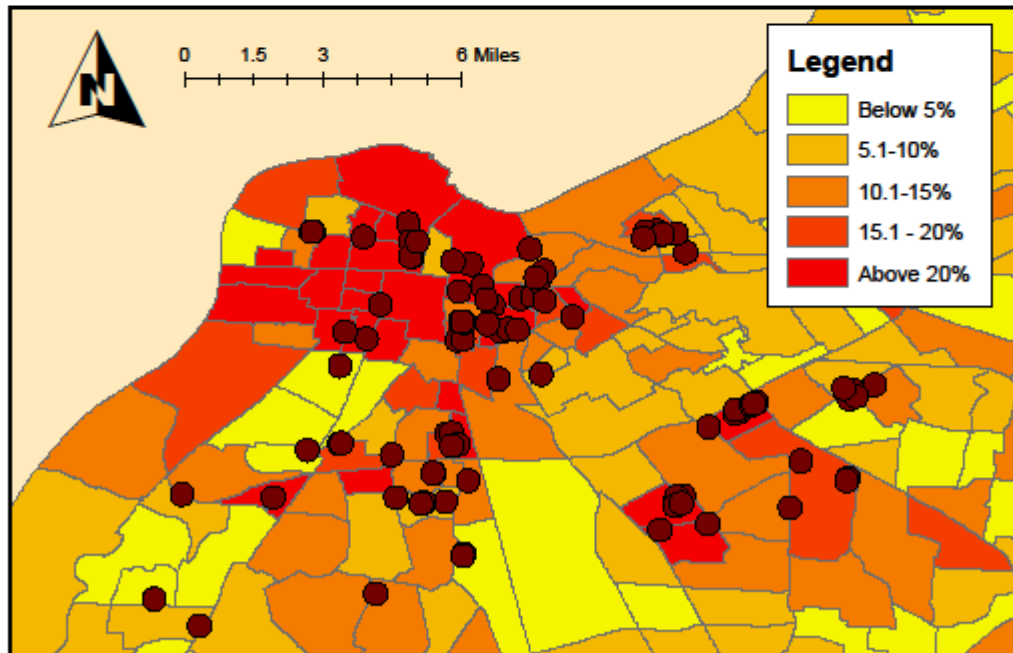 N
0 1.5 3 6 Miles
Legend
Below 5%
5.1-10%
10.1-15%
15.1 - 20%
Above 20%